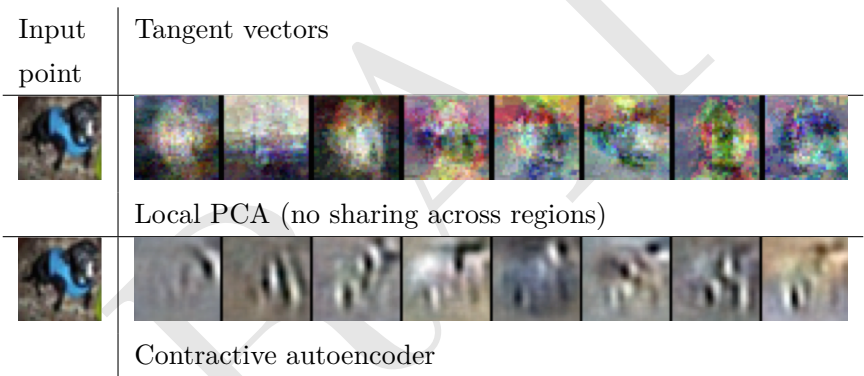 Input
Tangent vectors
point
Local PCA (no sharing across regions)
Contractive autoencoder